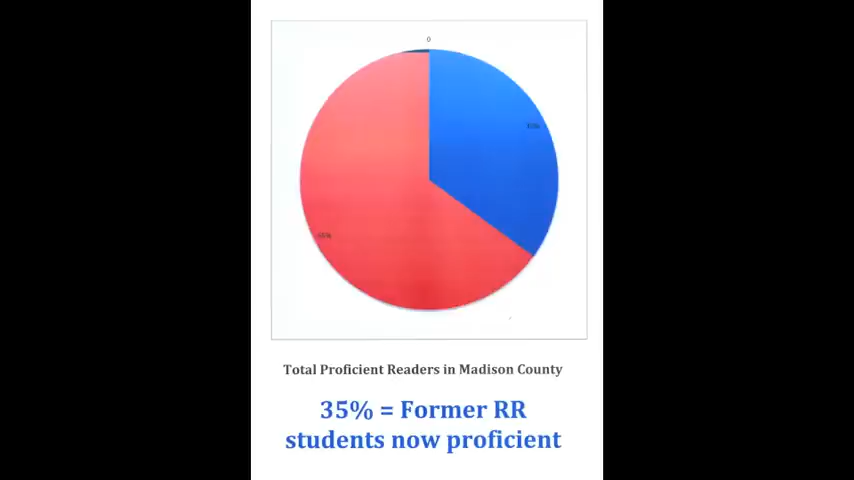 0
Total Proficient Readers in Madison County
35% = Former RR
students now proficient